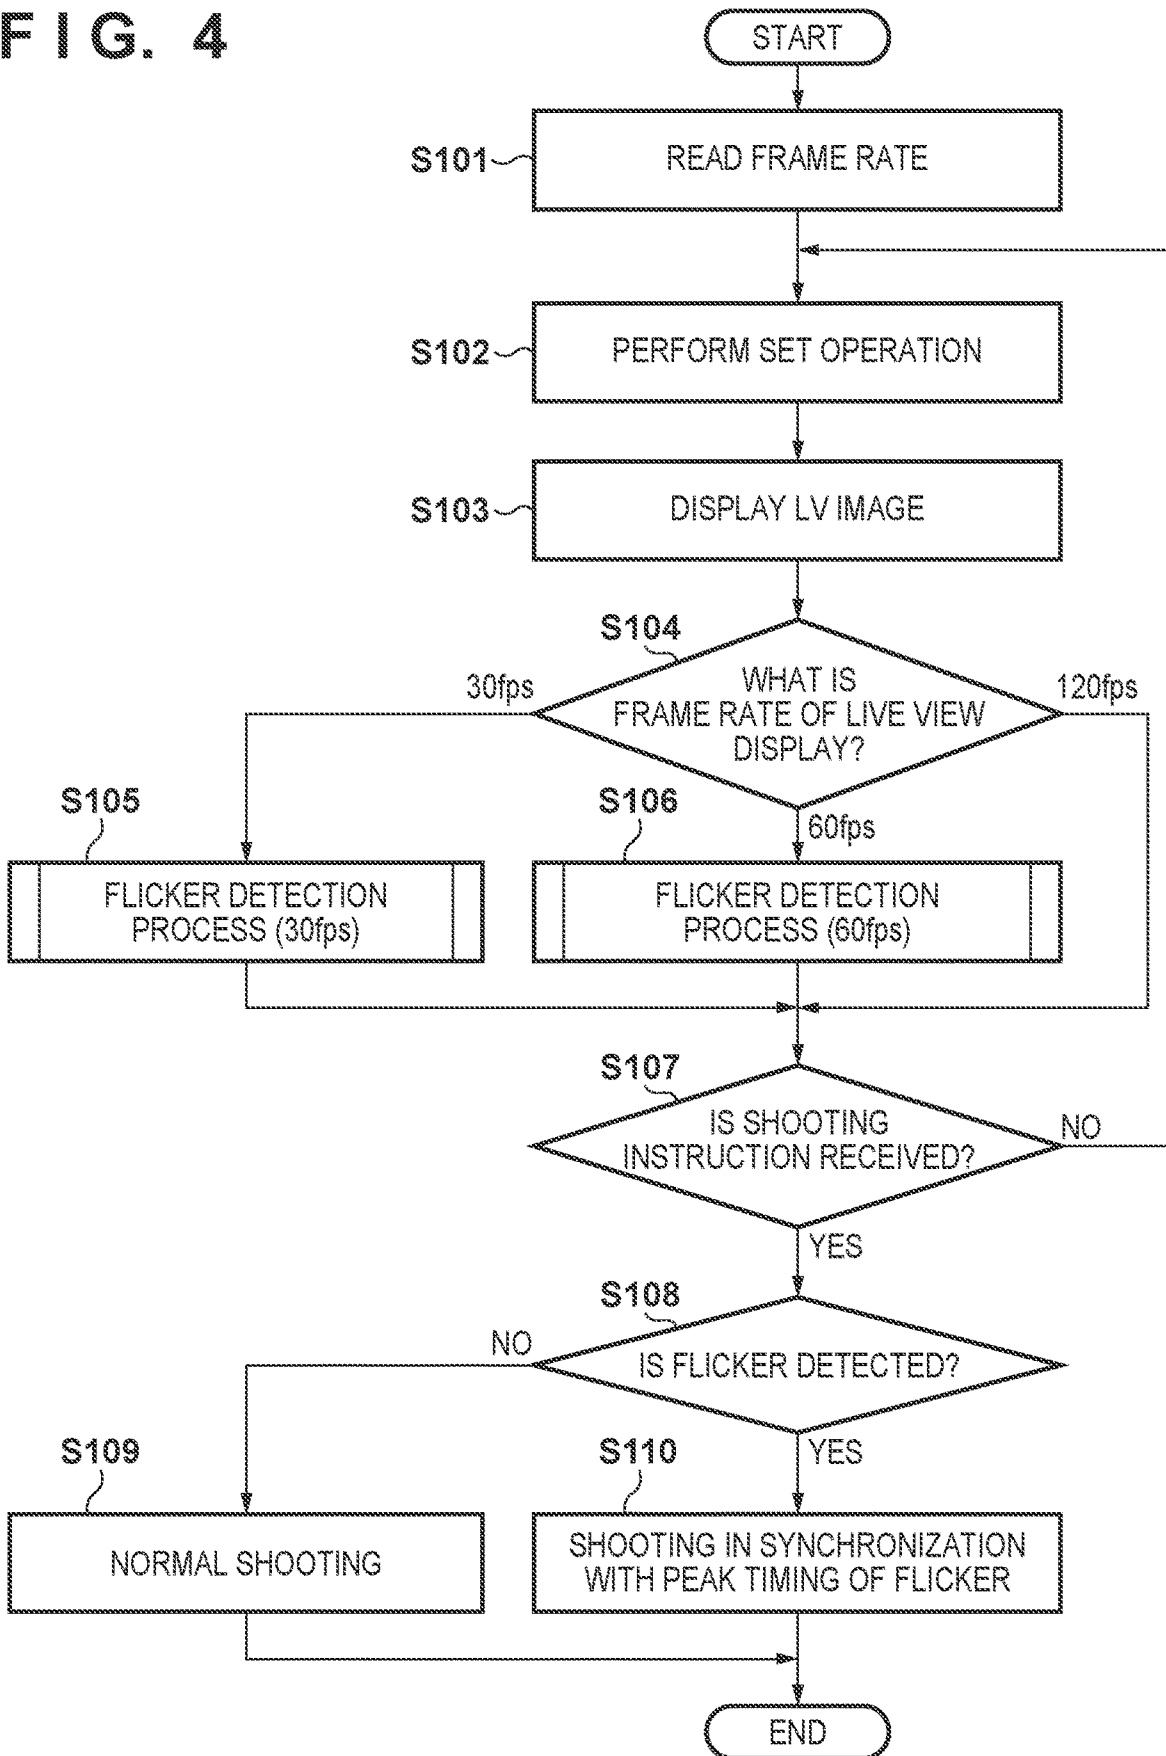 FIG. 4
START
S101
READ FRAME RATE
S102
PERFORM SET OPERATION
S103
DISPLAY LV IMAGE
S104
30fps
WHAT IS
FRAME RATE OF LIVE VIEW
DISPLAY?
120fps
60fps
S105
FLICKER DETECTION
PROCESS (30fps)
S106
FLICKER DETECTION
PROCESS (60fps)
S107
IS SHOOTING
INSTRUCTION RECEIVED?
NO
YES
S108
NO
IS FLICKER DETECTED?
YES
S109
NORMAL SHOOTING
S110
SHOOTING IN SYNCHRONIZATION
WITH PEAK TIMING OF FLICKER
END